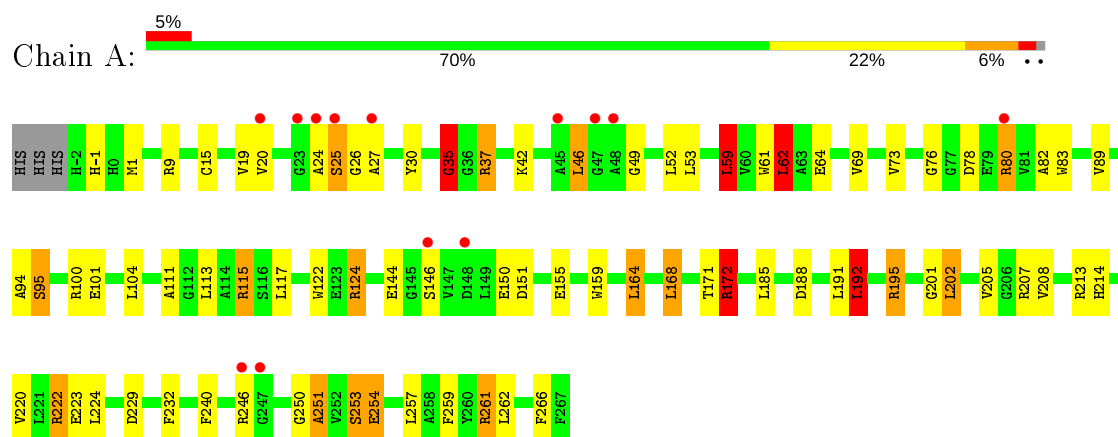 5%
Chain A:
70% 22% 6% • •
HIS HIS HIS H-2 H-1 H0 M1 R9 C15 V19 V20 G23 A24 S25 G26 A27 Y30 G35 G36 R37 K42 A45 L46 G47 A48 G49 L52 L53 L59 V60 W61 L62 A63 E64 V69 V73 G76 G77 D78 E79 R80 V81 A82 W83 V89
A94 S95 R100 E101 L104 A111 G112 L113 A114 R115 S116 L117 W122 E123 R124 E144 G145 S146 V147 D148 L149 E150 D151 E155 W159 L164 L168 T171 R172 L185 D188 L191 L192 R195 G201 L202 V205 G206 R207 V208 R213 H214
V220 L221 R222 E223 L224 D229 F232 F240 R246 G247 G250 A251 V252 S253 E254 L257 A258 F259 Y260 R261 L262 F266 F267